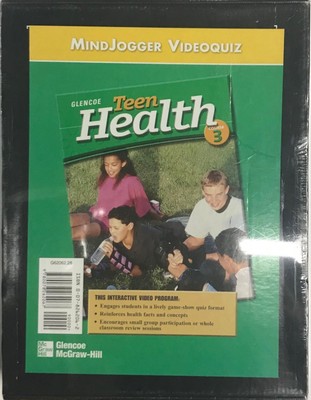 MINDJOGGER VIDEOQUIZ
GLENCOE
Teen
Health
3
THIS INTERACTIVE VIDEO PROGRAM:
• Engages students in a lively game-show quiz format
• Reinforces health facts and concepts
• Encourages small group participation or whole
classroom review sessions
Glencoe
McGraw-Hill